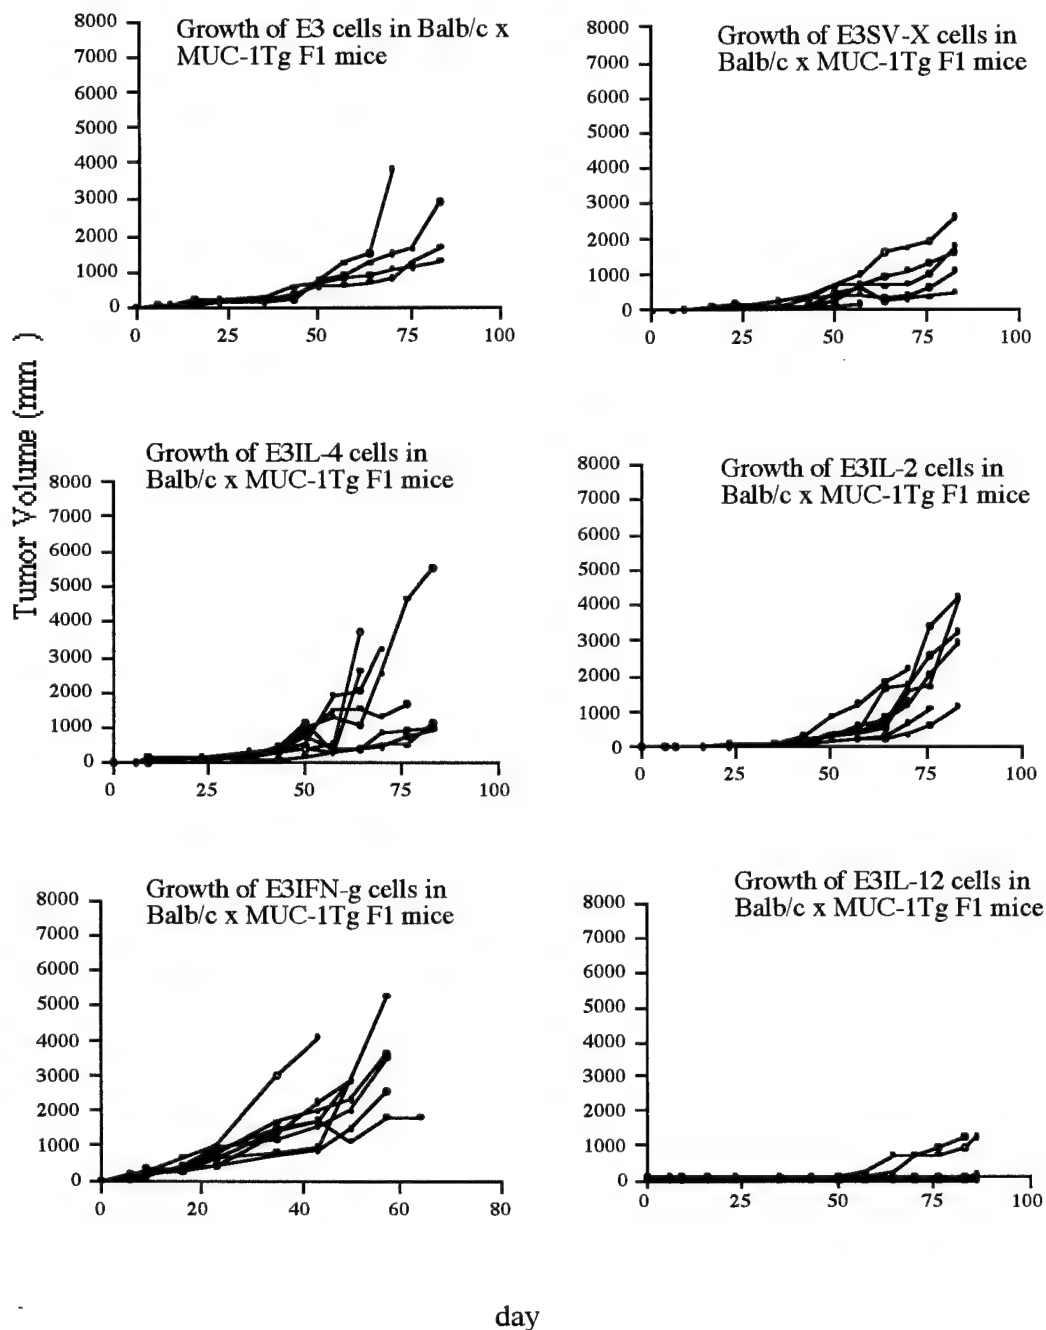 Growth of E3 cells in Balb/c x
MUC-1Tg F1 mice
8000
7000
6000
5000
4000
3000
2000
1000
0
0 25 50 75 100
Growth of E3SV-X cells in
Balb/c x MUC-1Tg F1 mice
8000
7000
6000
5000
4000
3000
2000
1000
0
0 25 50 75 100
Tumor Volume (mm )
Growth of E3IL-4 cells in
Balb/c x MUC-1Tg F1 mice
8000
7000
6000
5000
4000
3000
2000
1000
0
0 25 50 75 100
Growth of E3IL-2 cells in
Balb/c x MUC-1Tg F1 mice
8000
7000
6000
5000
4000
3000
2000
1000
0
0 25 50 75 100
Growth of E3IFN-g cells in
Balb/c x MUC-1Tg F1 mice
8000
7000
6000
5000
4000
3000
2000
1000
0
0 20 40 60 80
Growth of E3IL-12 cells in
Balb/c x MUC-1Tg F1 mice
8000
7000
6000
5000
4000
3000
2000
1000
0
0 25 50 75 100
day